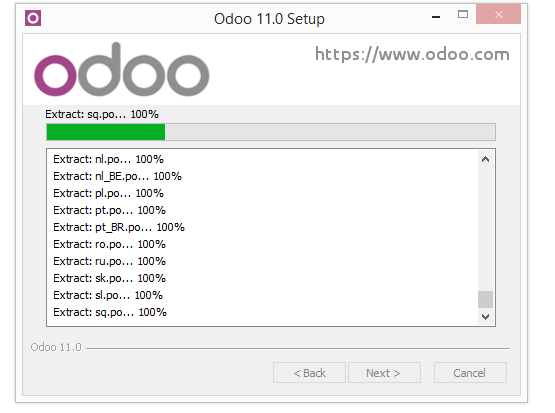 Odoo 11.0 Setup
odoo
https://www.odoo.com
Extract: sq.po... 100%
Extract: nl.po... 100%
Extract: nl_BE.po... 100%
Extract: pl.po... 100%
Extract: pt.po... 100%
Extract: pt_BR.po... 100%
Extract: ro.po... 100%
Extract: ru.po... 100%
Extract: sk.po... 100%
Extract: sl.po... 100%
Extract: sq.po... 100%
Odoo 11.0
< Back
Next >
Cancel